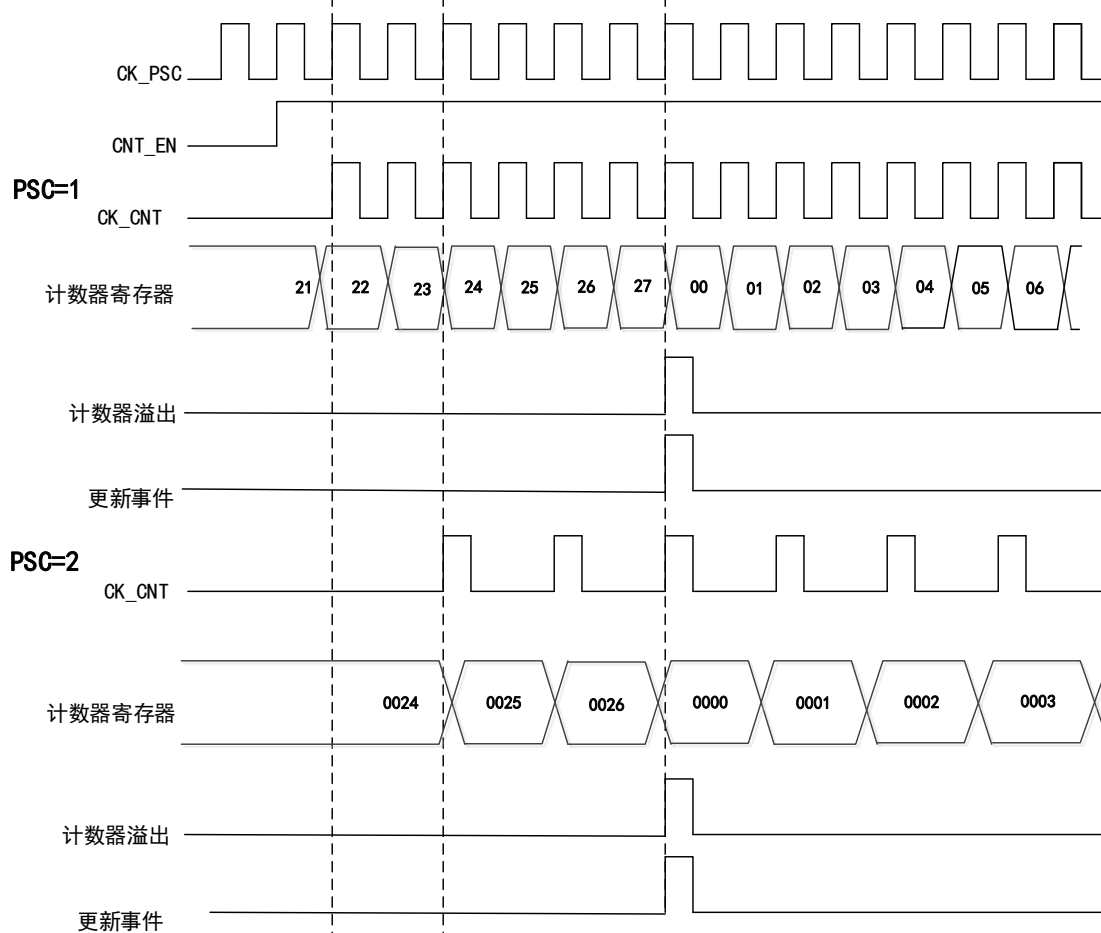 CK_PSC
CNT_EN
PSC=1
CK_CNT
计数器寄存器 21 22 23 24 25 26 27 00 01 02 03 04 05 06
计数器溢出
更新事件
PSC=2
CK_CNT
计数器寄存器 0024 0025 0026 0000 0001 0002 0003
计数器溢出
更新事件